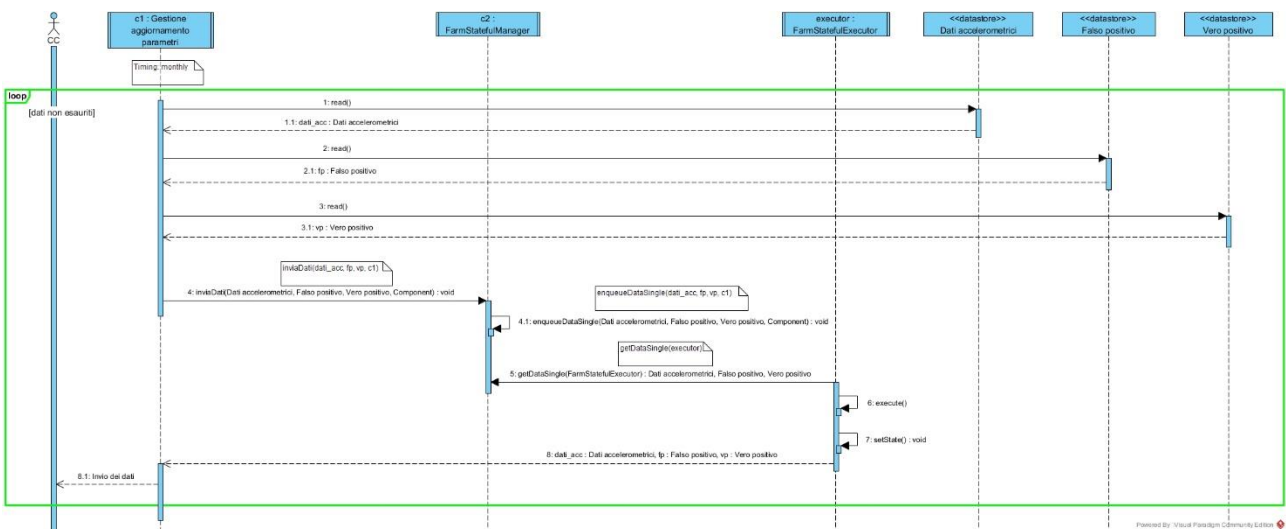 CC
c1 : Gestione
aggiornamento
parametri
c2 :
FarmStatefulManager
executor :
FarmStatefulExecutor
<<datastore>>
Dati accelerometrici
<<datastore>>
Falso positivo
<<datastore>>
Vero positivo
Timing: monthly
loop
[dati non esauriti]
1: read()
1.1: dati_acc : Dati accelerometrici
2: read()
2.1: fp : Falso positivo
3: read()
3.1: vp : Vero positivo
inviaDati(dati_acc, fp, vp, c1)
4: inviaDati(Dati accelerometrici, Falso positivo, Vero positivo, Component) : void
enqueueDataSingle(dati_acc, fp, vp, c1)
4.1: enqueueDataSingle(Dati accelerometrici, Falso positivo, Vero positivo, Component) : void
getDataSingle(executor)
5: getDataSingle(FarmStatefulExecutor) : Dati accelerometrici, Falso positivo, Vero positivo
6: execute()
7: setState() : void
8: dati_acc : Dati accelerometrici, fp : Falso positivo, vp : Vero positivo
8.1: Invio dei dati
Powered By Visual Paradigm Community Edition